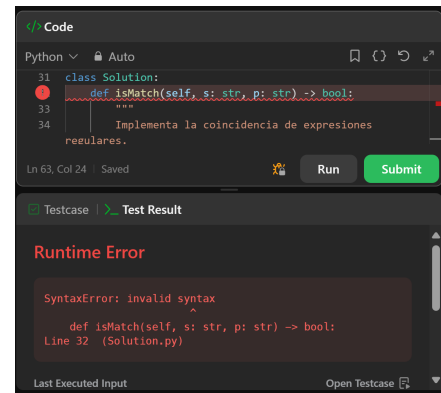 </> Code
Python Auto
31 class Solution:
def isMatch(self, s: str, p: str) -> bool:
33 """
34 Implementa la coincidencia de expresiones
regulares.
Ln 63, Col 24 | Saved Run Submit
Testcase | >_ Test Result
Runtime Error
SyntaxError: invalid syntax
^
def isMatch(self, s: str, p: str) -> bool:
Line 32 (Solution.py)
Last Executed Input Open Testcase